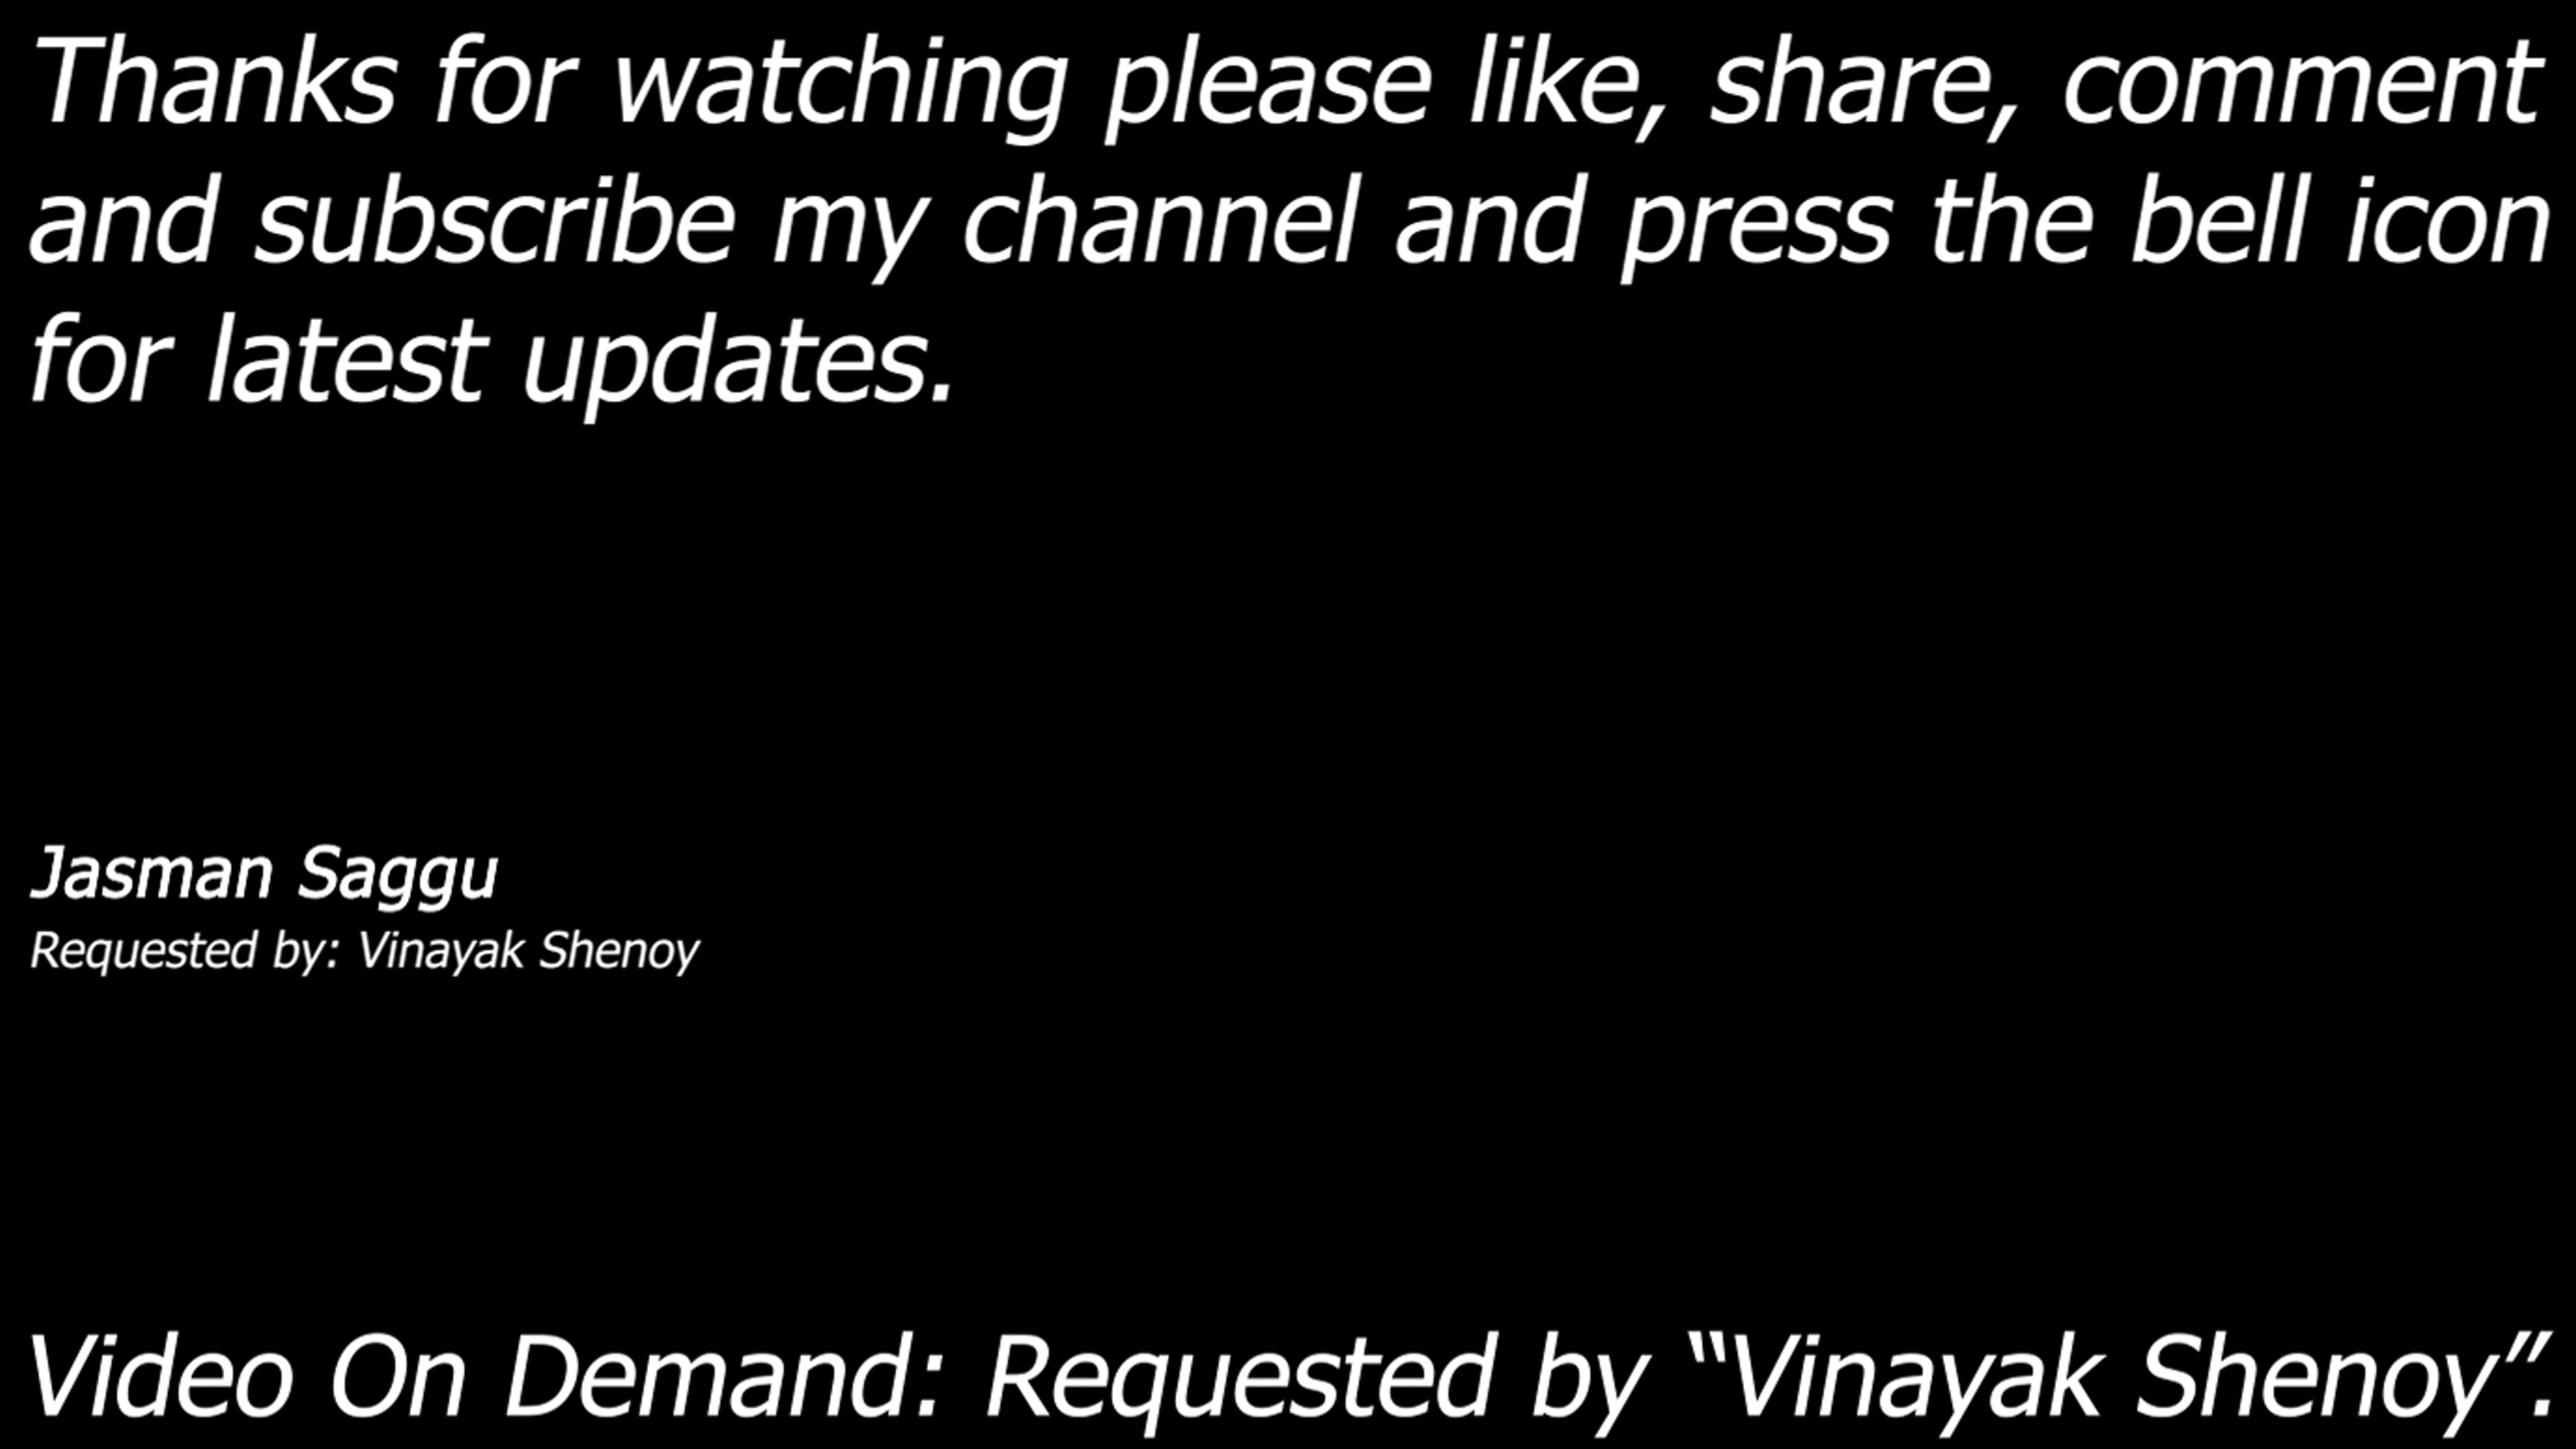 Thanks for watching please like, share, comment
and subscribe my channel and press the bell icon
for latest updates.
Jasman Saggu
Requested by: Vinayak Shenoy
Video On Demand: Requested by “Vinayak Shenoy”.